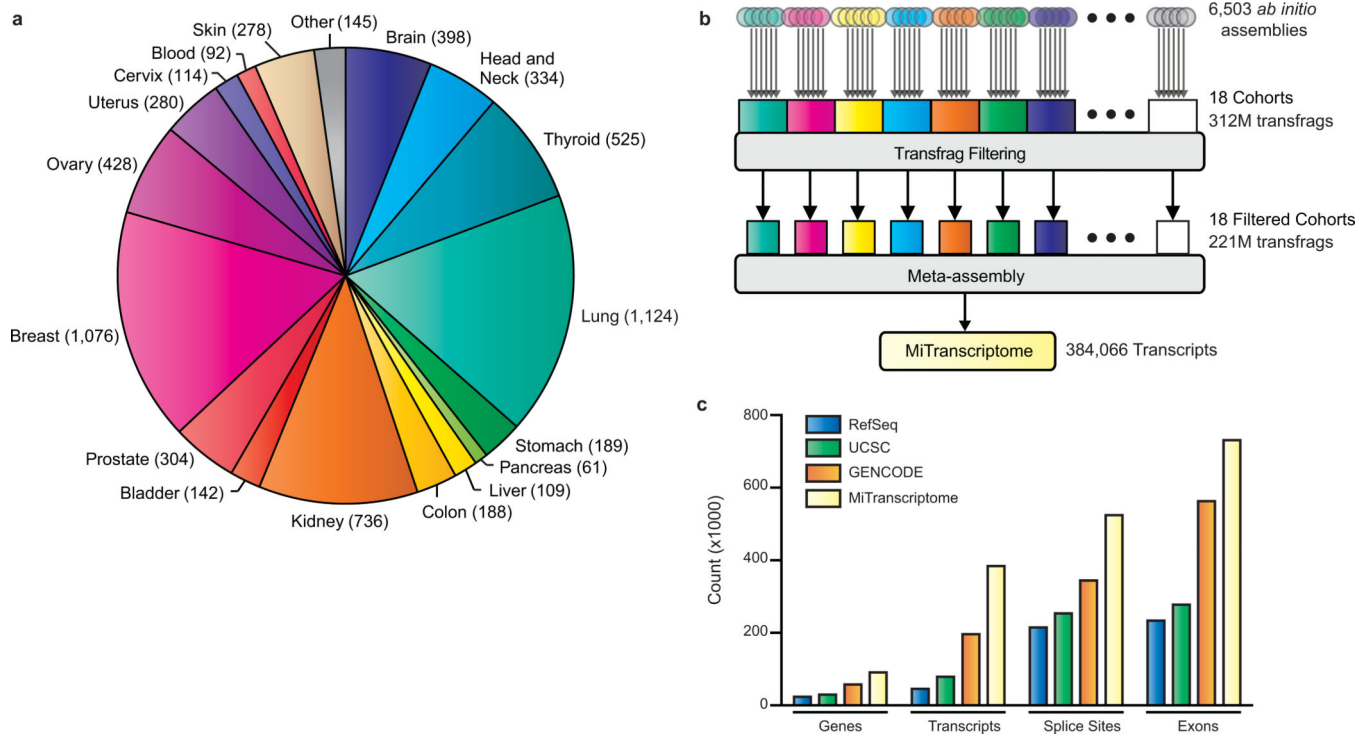 a
Other (145)
Skin (278)
Blood (92)
Cervix (114)
Uterus (280)
Ovary (428)
Breast (1,076)
Prostate (304)
Bladder (142)
Kidney (736)
Colon (188)
Liver (109)
Pancreas (61)
Stomach (189)
Lung (1,124)
Thyroid (525)
Head and
Neck (334)
Brain (398)
b
6,503 ab initio
assemblies
18 Cohorts
312M transfrags
Transfrag Filtering
18 Filtered Cohorts
221M transfrags
Meta-assembly
MiTranscriptome
384,066 Transcripts
c
Count (x1000)
800
600
400
200
0
RefSeq
UCSC
GENCODE
MiTranscriptome
Genes
Transcripts
Splice Sites
Exons